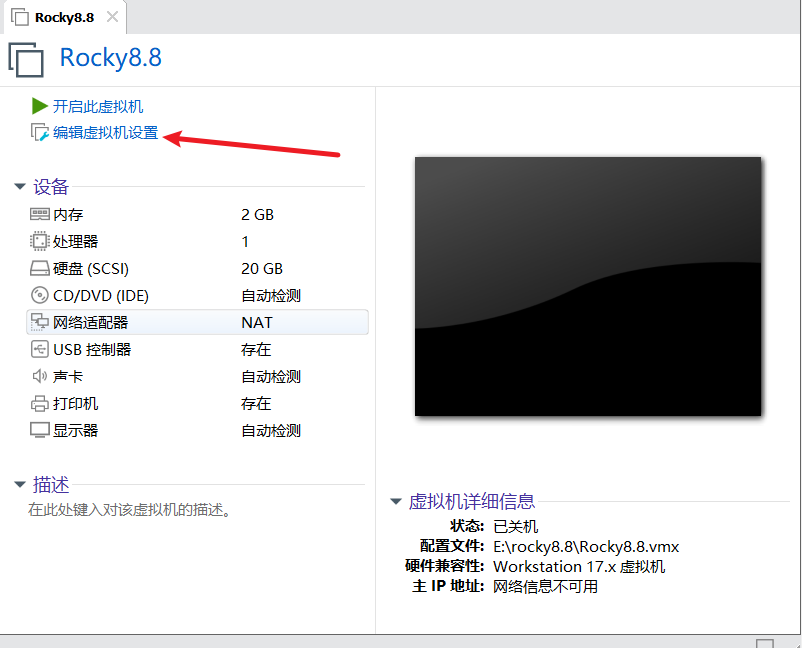 Rocky8.8
Rocky8.8
开启此虚拟机
编辑虚拟机设置
设备
内存 2 GB
处理器 1
硬盘 (SCSI) 20 GB
CD/DVD (IDE) 自动检测
网络适配器 NAT
USB 控制器 存在
声卡 自动检测
打印机 存在
显示器 自动检测
描述
在此处键入对该虚拟机的描述。
虚拟机详细信息
状态: 已关机
配置文件: E:\rocky8.8\Rocky8.8.vmx
硬件兼容性: Workstation 17.x 虚拟机
主 IP 地址: 网络信息不可用